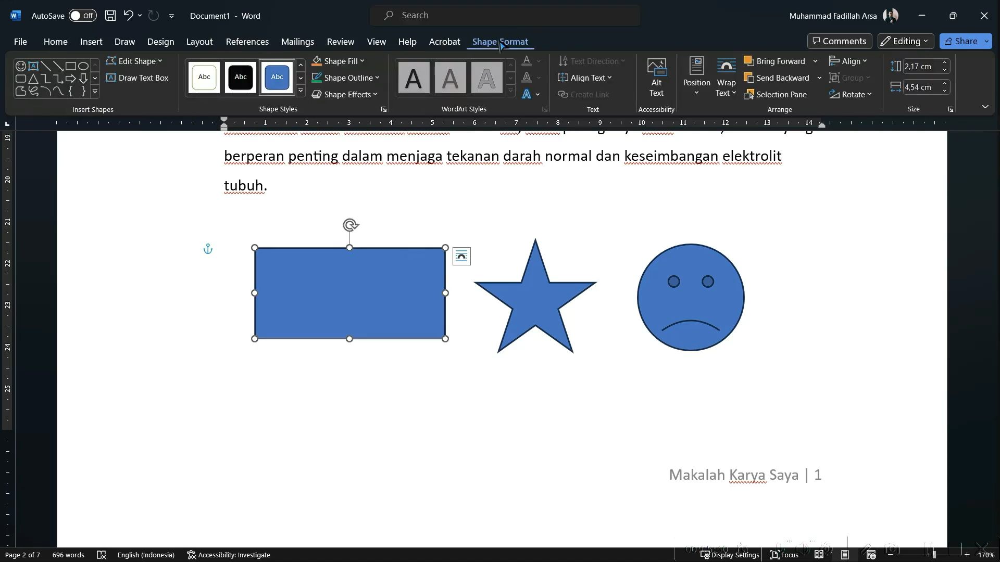 AutoSave Off Document1 - Word Search Muhammad Fadillah Arsa
File Home Insert Draw Design Layout References Mailings Review View Help Acrobat Shape Format Comments Editing Share
Edit Shape
Draw Text Box
Insert Shapes
Abc Abc Abc
Shape Fill
Shape Outline
Shape Effects
Shape Styles
A A A
WordArt Styles
Text Direction
Align Text
Create Link
Text
Alt
Text
Accessibility
Position
Wrap
Text
Bring Forward
Send Backward
Selection Pane
Align
Group
Rotate
Arrange
2,17 cm
4,54 cm
Size
1 2 3 4 5 6 7 8 9 10 11 12 13 14
19
20
21
22
23
24
25
berperan penting dalam menjaga tekanan darah normal dan keseimbangan elektrolit
tubuh.
Makalah Karya Saya | 1
Page 2 of 7 696 words English (Indonesia) Accessibility: Investigate Display Settings Focus 170%